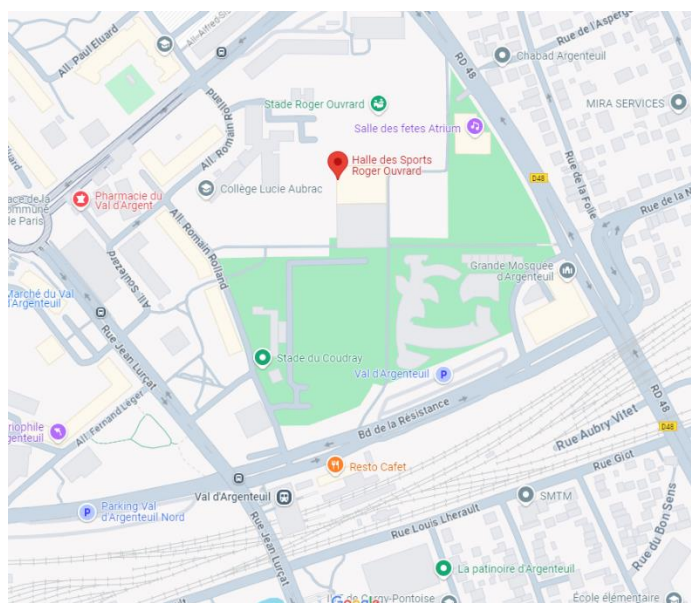 All. Paul Eluard
RD 48
Rue de l'Asperge
Chabad Argenteuil
Stade Roger Ouvrard
MIRA SERVICES
Salle des fetes Atrium
All. Romain Rolland
Halle des Sports
Roger Ouvrard
D48
Rue de la Folie
Pharmacie du
Val d'Argent
Collège Lucie Aubrac
de Paris
Rue de la
All. Romain Rolland
Grande Mosquée
d'Argenteuil
Marché du Val
d'Argenteuil
Rue Jean Lurçat
Stade du Coudray
Val d'Argenteuil
RD 48
All. Fernand Léger
Bd de la Résistance
D48
Rue Aubry Vitet
Resto Cafet
Rue Giot
Val d'Argenteuil
SMTM
Parking Val
d'Argenteuil Nord
Rue Jean Lurçat
Rue Louis Lherault
Rue du Bon Sens
La patinoire d'Argenteuil
Google
École élémentaire